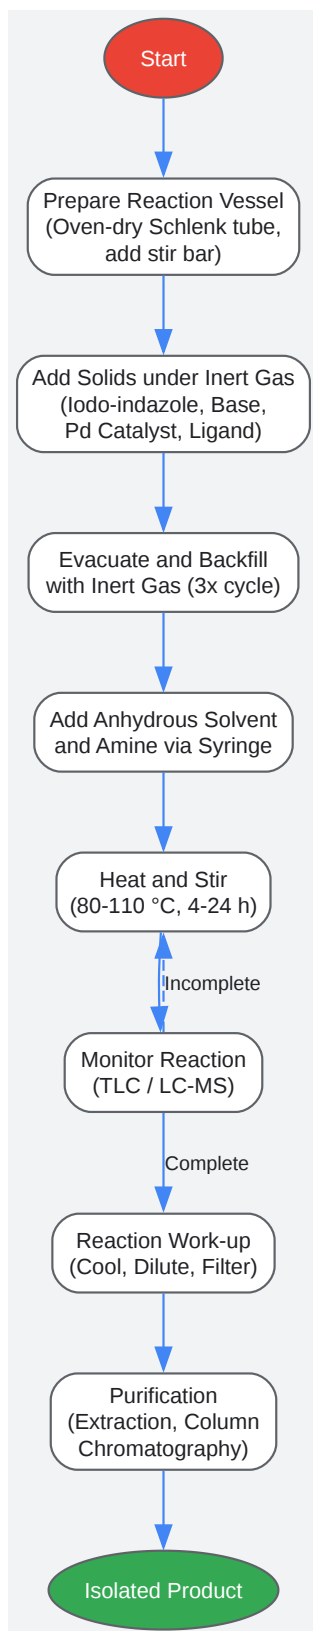 Start
Prepare Reaction Vessel
(Oven-dry Schlenk tube,
add stir bar)
Add Solids under Inert Gas
(Iodo-indazole, Base,
Pd Catalyst, Ligand)
Evacuate and Backfill
with Inert Gas (3x cycle)
Add Anhydrous Solvent
and Amine via Syringe
Heat and Stir
(80-110 °C, 4-24 h)
Incomplete
Monitor Reaction
(TLC / LC-MS)
Complete
Reaction Work-up
(Cool, Dilute, Filter)
Purification
(Extraction, Column
Chromatography)
Isolated Product